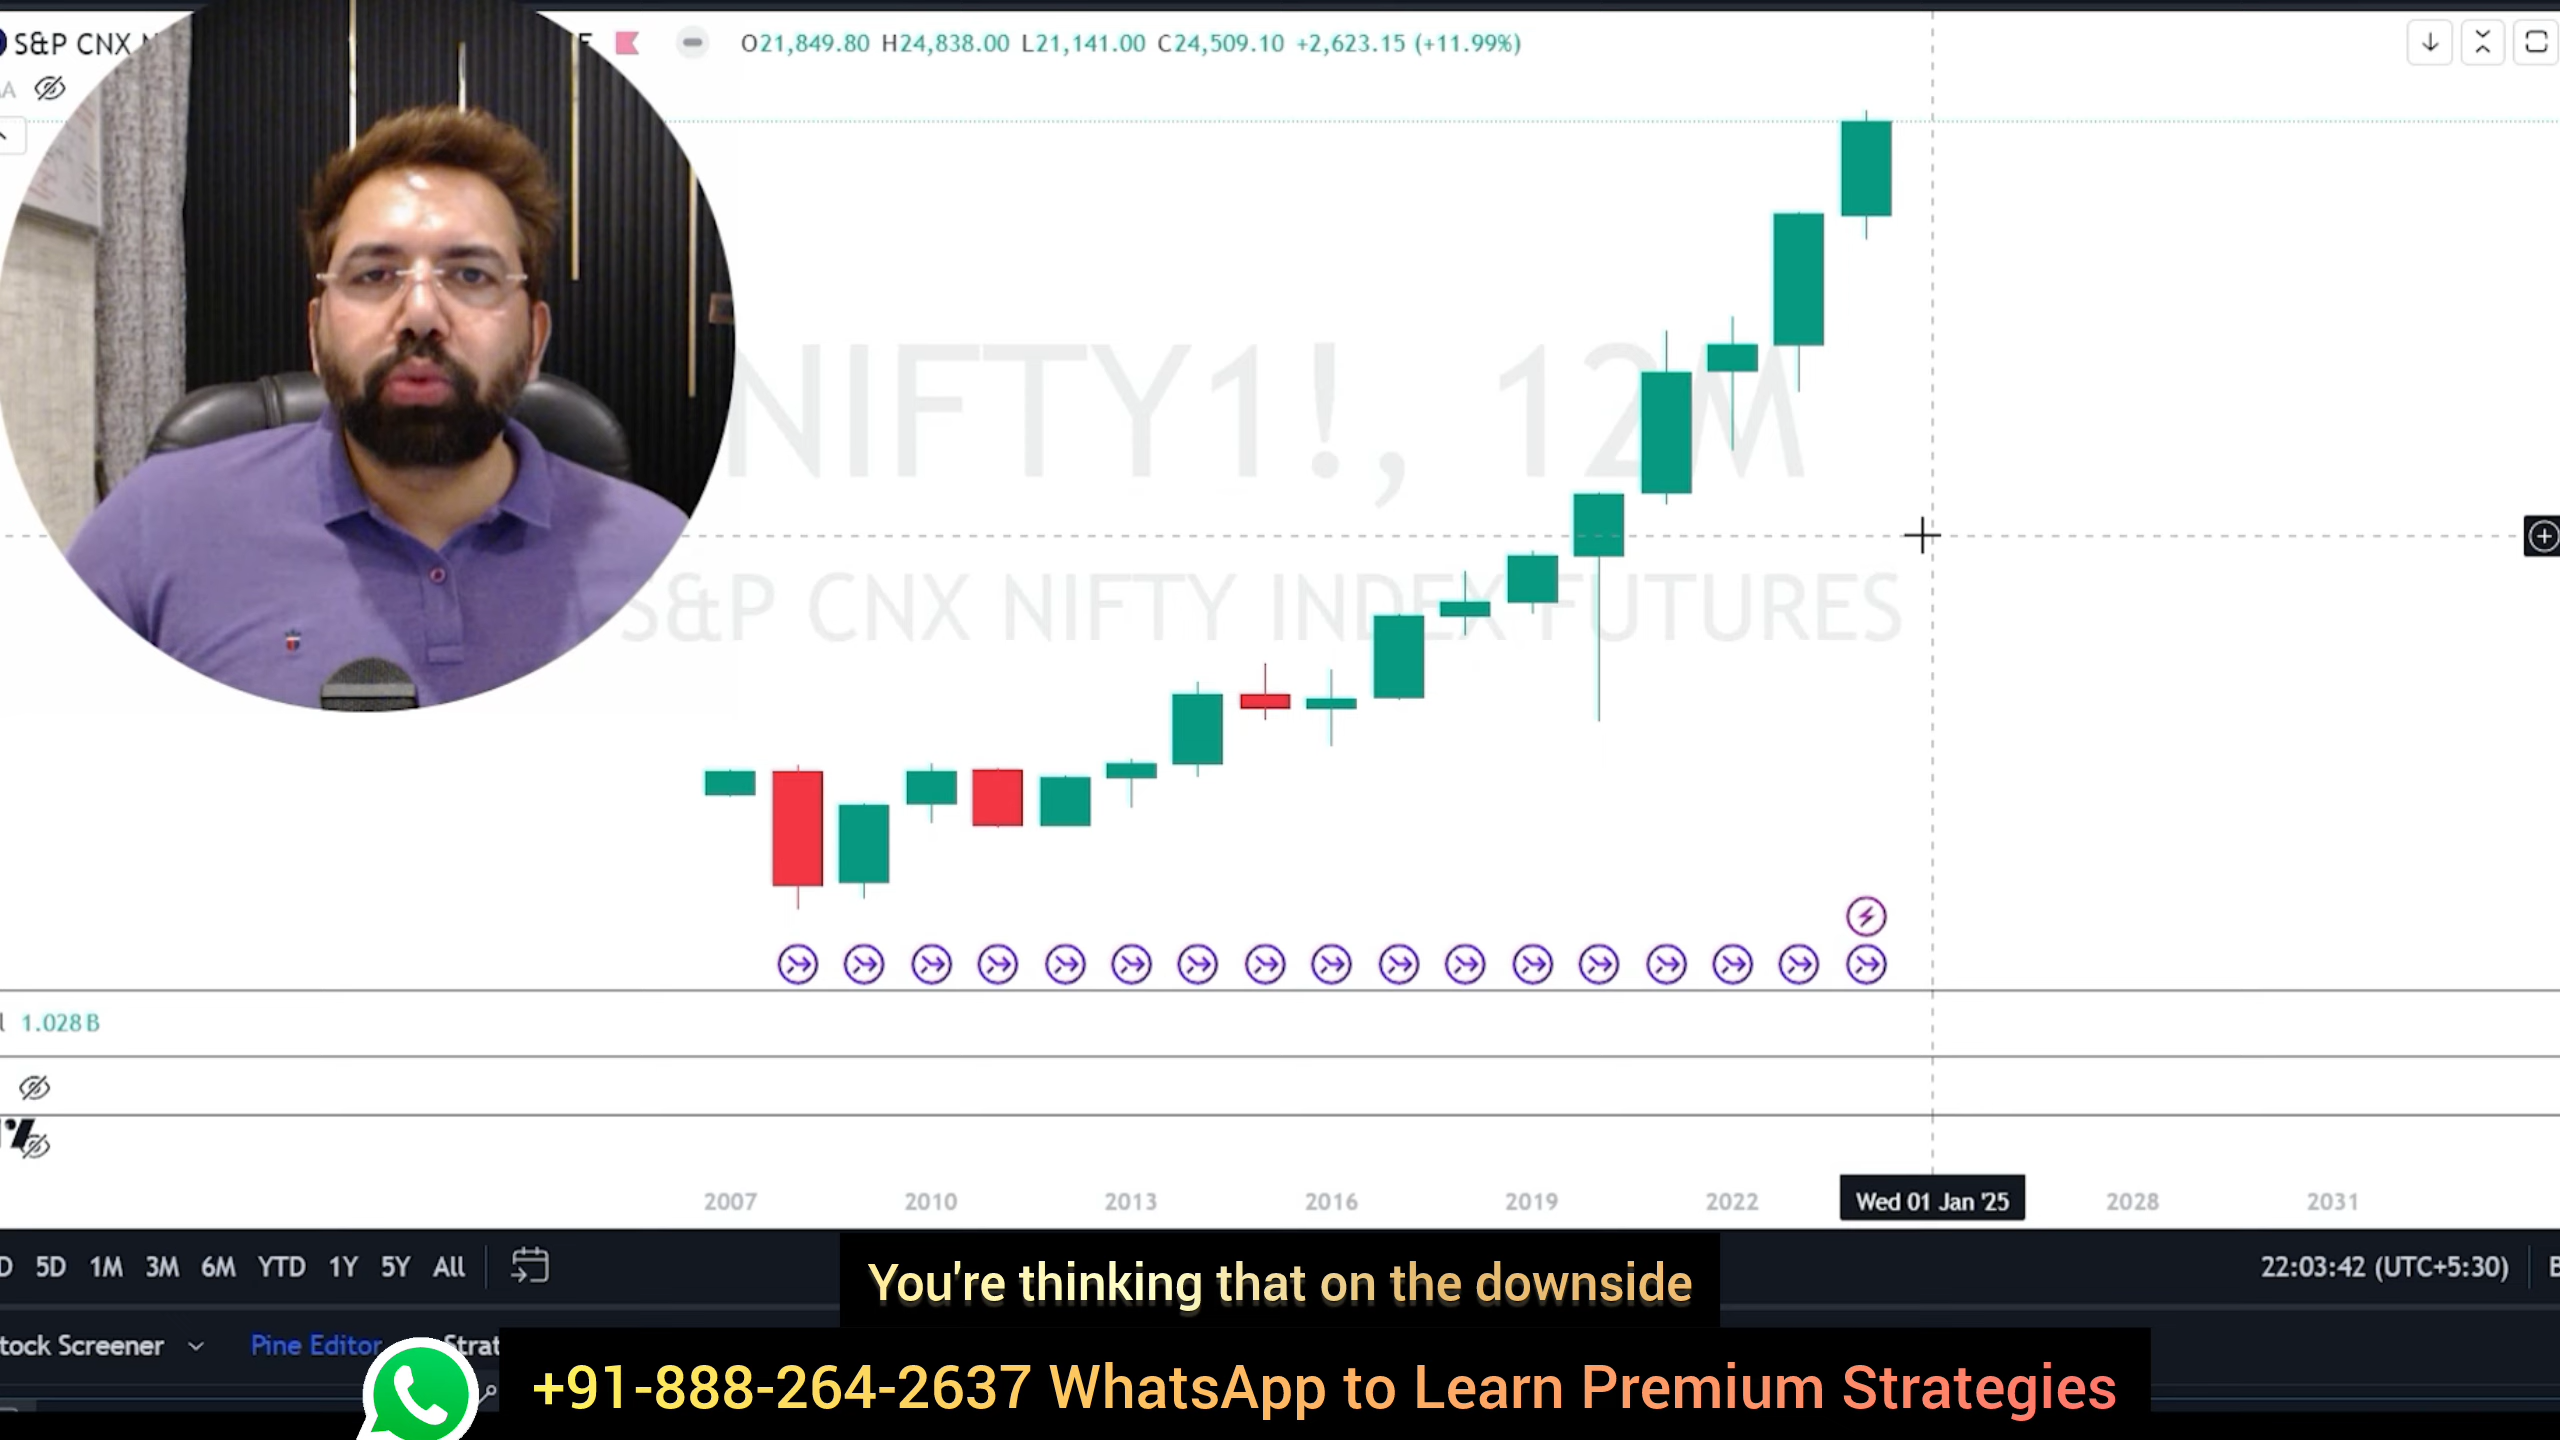 S&P CNX
O21,849.80 H24,838.00 L21,141.00 C24,509.10 +2,623.15 (+11.99%)
NIFTY1!, 12M
S&P CNX NIFTY INDEX FUTURES
1.028B
2007 2010 2013 2016 2019 2022 Wed 01 Jan '25 2028 2031
D 5D 1M 3M 6M YTD 1Y 5Y All
22:03:42 (UTC+5:30)
You're thinking that on the downside
tock Screener Pine Editor Strat
+91-888-264-2637 WhatsApp to Learn Premium Strategies